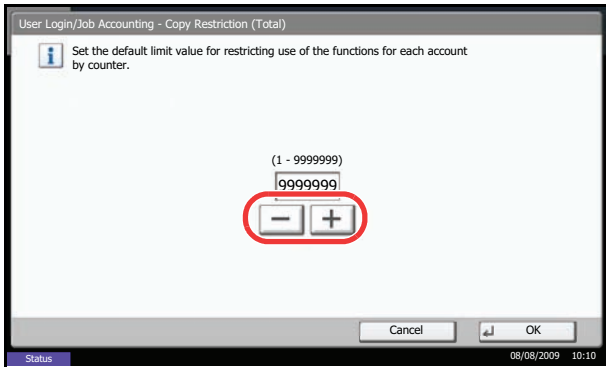 User Login/Job Accounting - Copy Restriction (Total)
Set the default limit value for restricting use of the functions for each account
by counter.
(1 - 9999999)
9999999
Cancel
OK
Status
08/08/2009 10:10